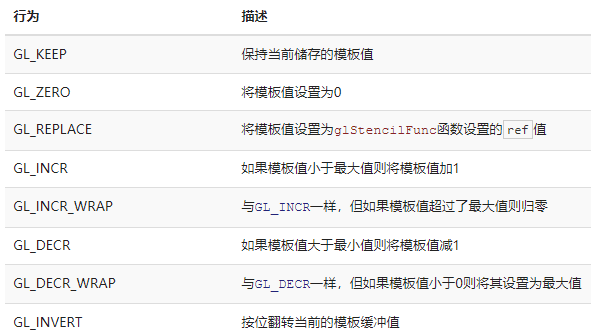 行为 描述
GL_KEEP 保持当前储存的模板值
GL_ZERO 将模板值设置为0
GL_REPLACE 将模板值设置为glStencilFunc函数设置的ref值
GL_INCR 如果模板值小于最大值则将模板值加1
GL_INCR_WRAP 与GL_INCR一样，但如果模板值超过了最大值则归零
GL_DECR 如果模板值大于最小值则将模板值减1
GL_DECR_WRAP 与GL_DECR一样，但如果模板值小于0则将其设置为最大值
GL_INVERT 按位翻转当前的模板缓冲值